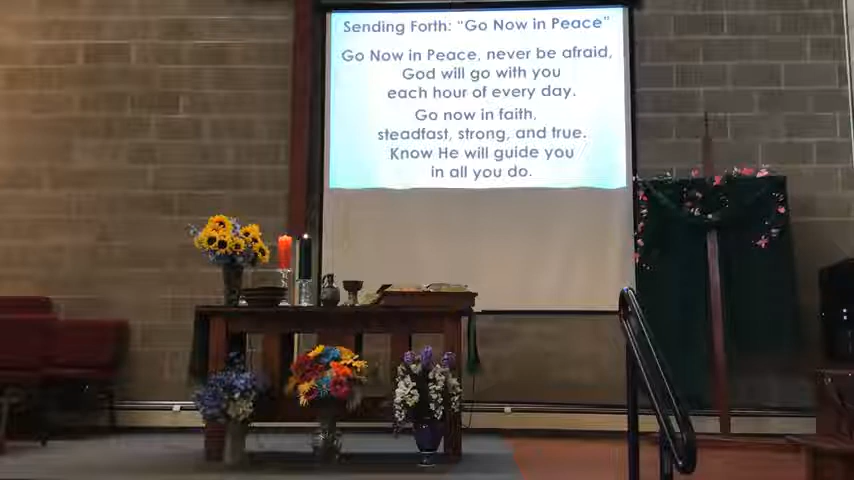 Sending Forth: "Go Now in Peace"
Go Now in Peace, never be afraid,
God will go with you
each hour of every day.
Go now in faith,
steadfast, strong, and true.
Know He will guide you
in all you do.